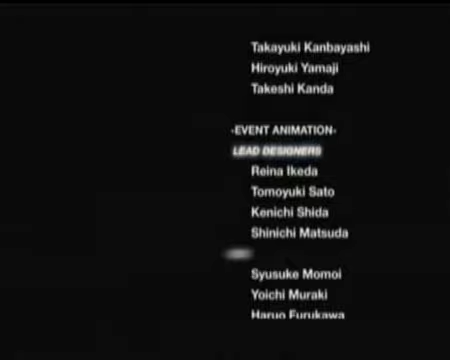 Takayuki Kanbayashi
Hiroyuki Yamaji
Takeshi Kanda
-EVENT ANIMATION-
LEAD DESIGNERS
Reina Ikeda
Tomoyuki Sato
Kenichi Shida
Shinichi Matsuda
Syusuke Momoi
Yoichi Muraki
Haruo Furukawa